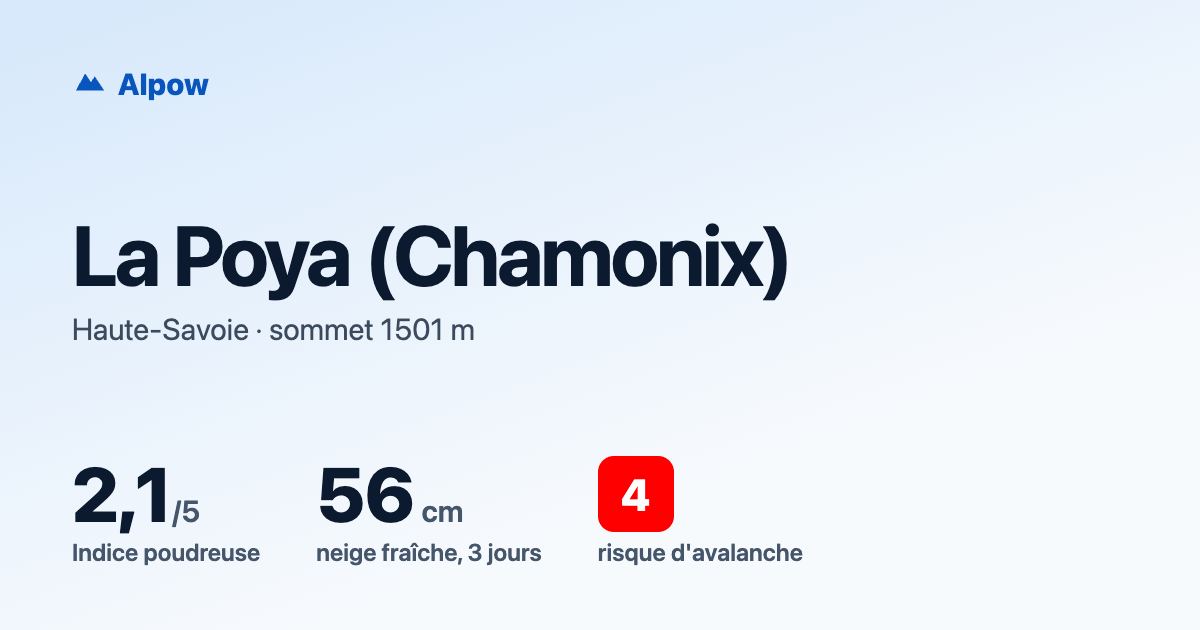 Alpow
La Poya (Chamonix)
Haute-Savoie · sommet 1501 m
2,1/5
Indice poudreuse
56 cm
neige fraîche, 3 jours
4
risque d'avalanche